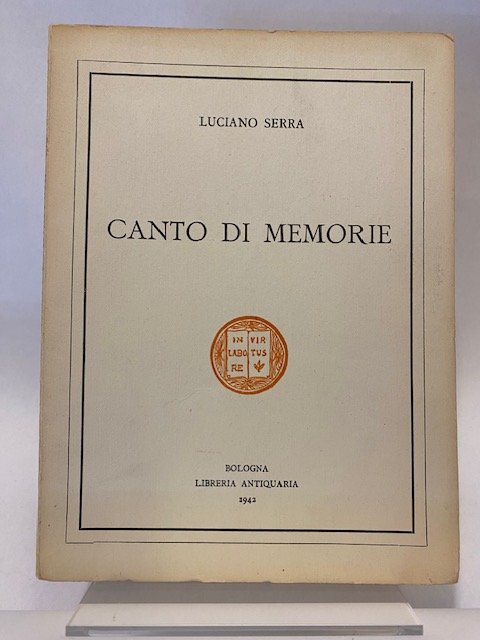 LUCIANO SERRA
CANTO DI MEMORIE
IN VIR
LABO TUS
RE
BOLOGNA
LIBRERIA ANTIQUARIA
1942